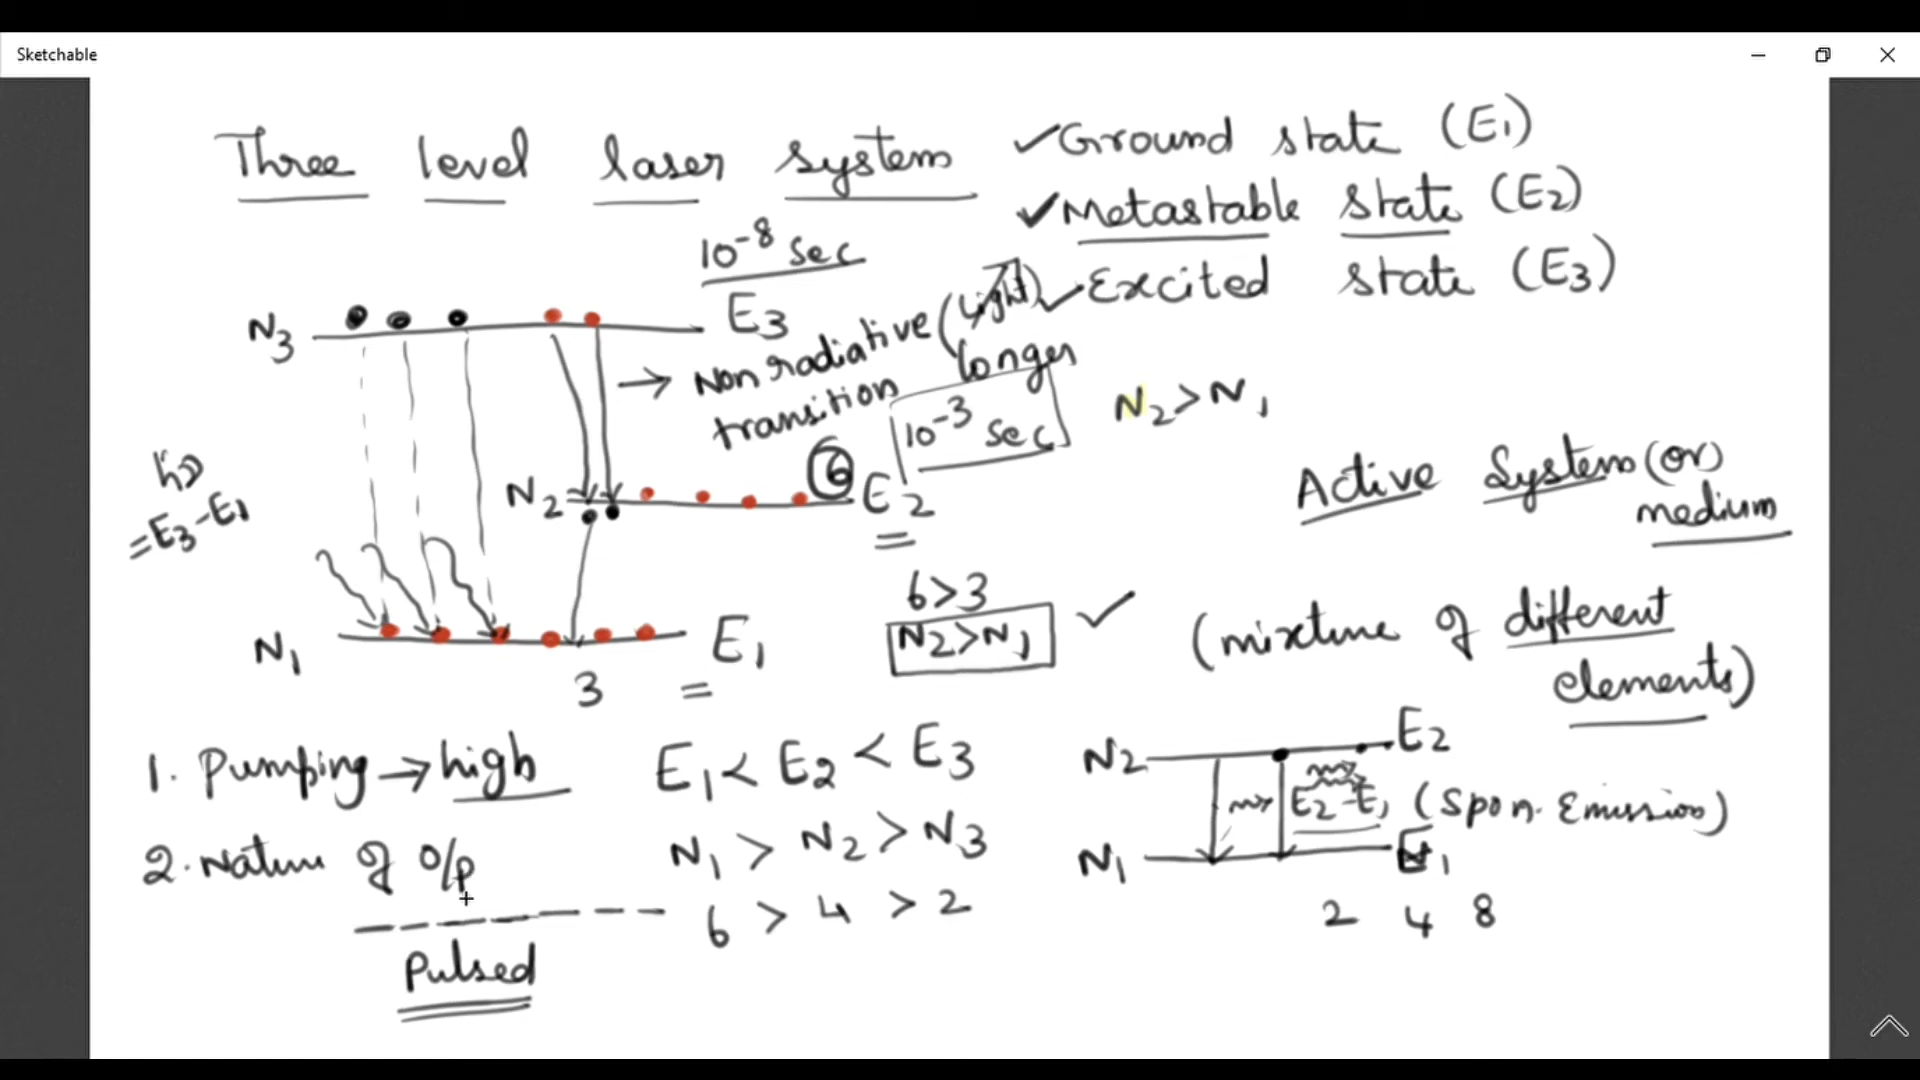 Sketchable
Three level laser system
✓Ground state (E1)
✓Metastable state (E2)
✓Excited state (E3)
10⁻⁸ sec
N3 E3
Non radiative (Light)
transition
longer
10⁻³ sec
N2 > N1
hν
= E3 - E1
N2 6 E2
=
Active System (or)
medium
6 > 3
N2 > N1 ✓
(mixture of different
elements)
N1 E1
3 =
1. Pumping → high
E1 < E2 < E3
N2 E2
E2 - E1 (Spon. Emission)
N1 E1
2. Nature of O/p
Pulsed
N1 > N2 > N3
6 > 4 > 2
2 4 8